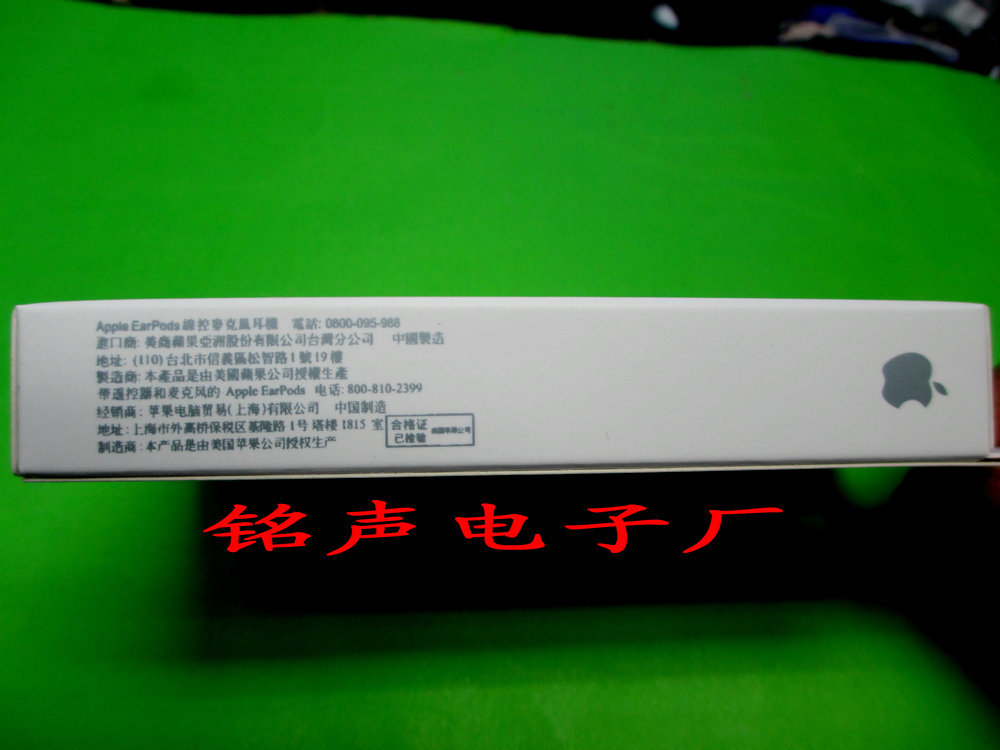 Apple EarPods 線控麥克風耳機 電話: 0800-095-988
進口商: 美商蘋果亞洲股份有限公司台灣分公司 中國製造
地址: (110) 台北市信義區松智路1號19樓
製造商: 本產品是由美國蘋果公司授權生產
带遥控器和麦克风的 Apple EarPods 电话: 800-810-2399
经销商: 苹果电脑贸易(上海)有限公司 中国制造
地址: 上海市外高桥保税区基隆路1号塔楼1815 室
制造商: 本产品是由美国苹果公司授权生产
合格证
已检验
铭声电子厂